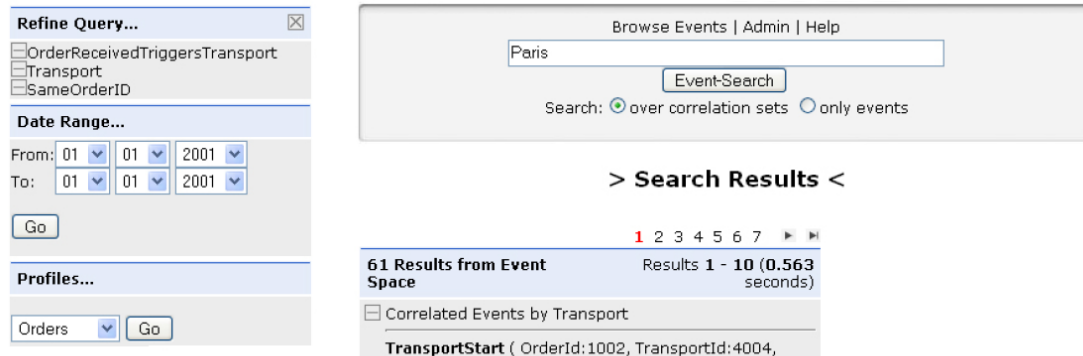 Refine Query...
OrderReceivedTriggersTransport
Transport
SameOrderID
Date Range...
From: 01 01 2001
To: 01 01 2001
Go
Profiles...
Orders Go
Browse Events | Admin | Help
Paris
Event-Search
Search: over correlation sets only events
> Search Results <
1 2 3 4 5 6 7
61 Results from Event Space
Results 1 - 10 (0.563 seconds)
Correlated Events by Transport
TransportStart ( OrderId:1002, TransportId:4004,